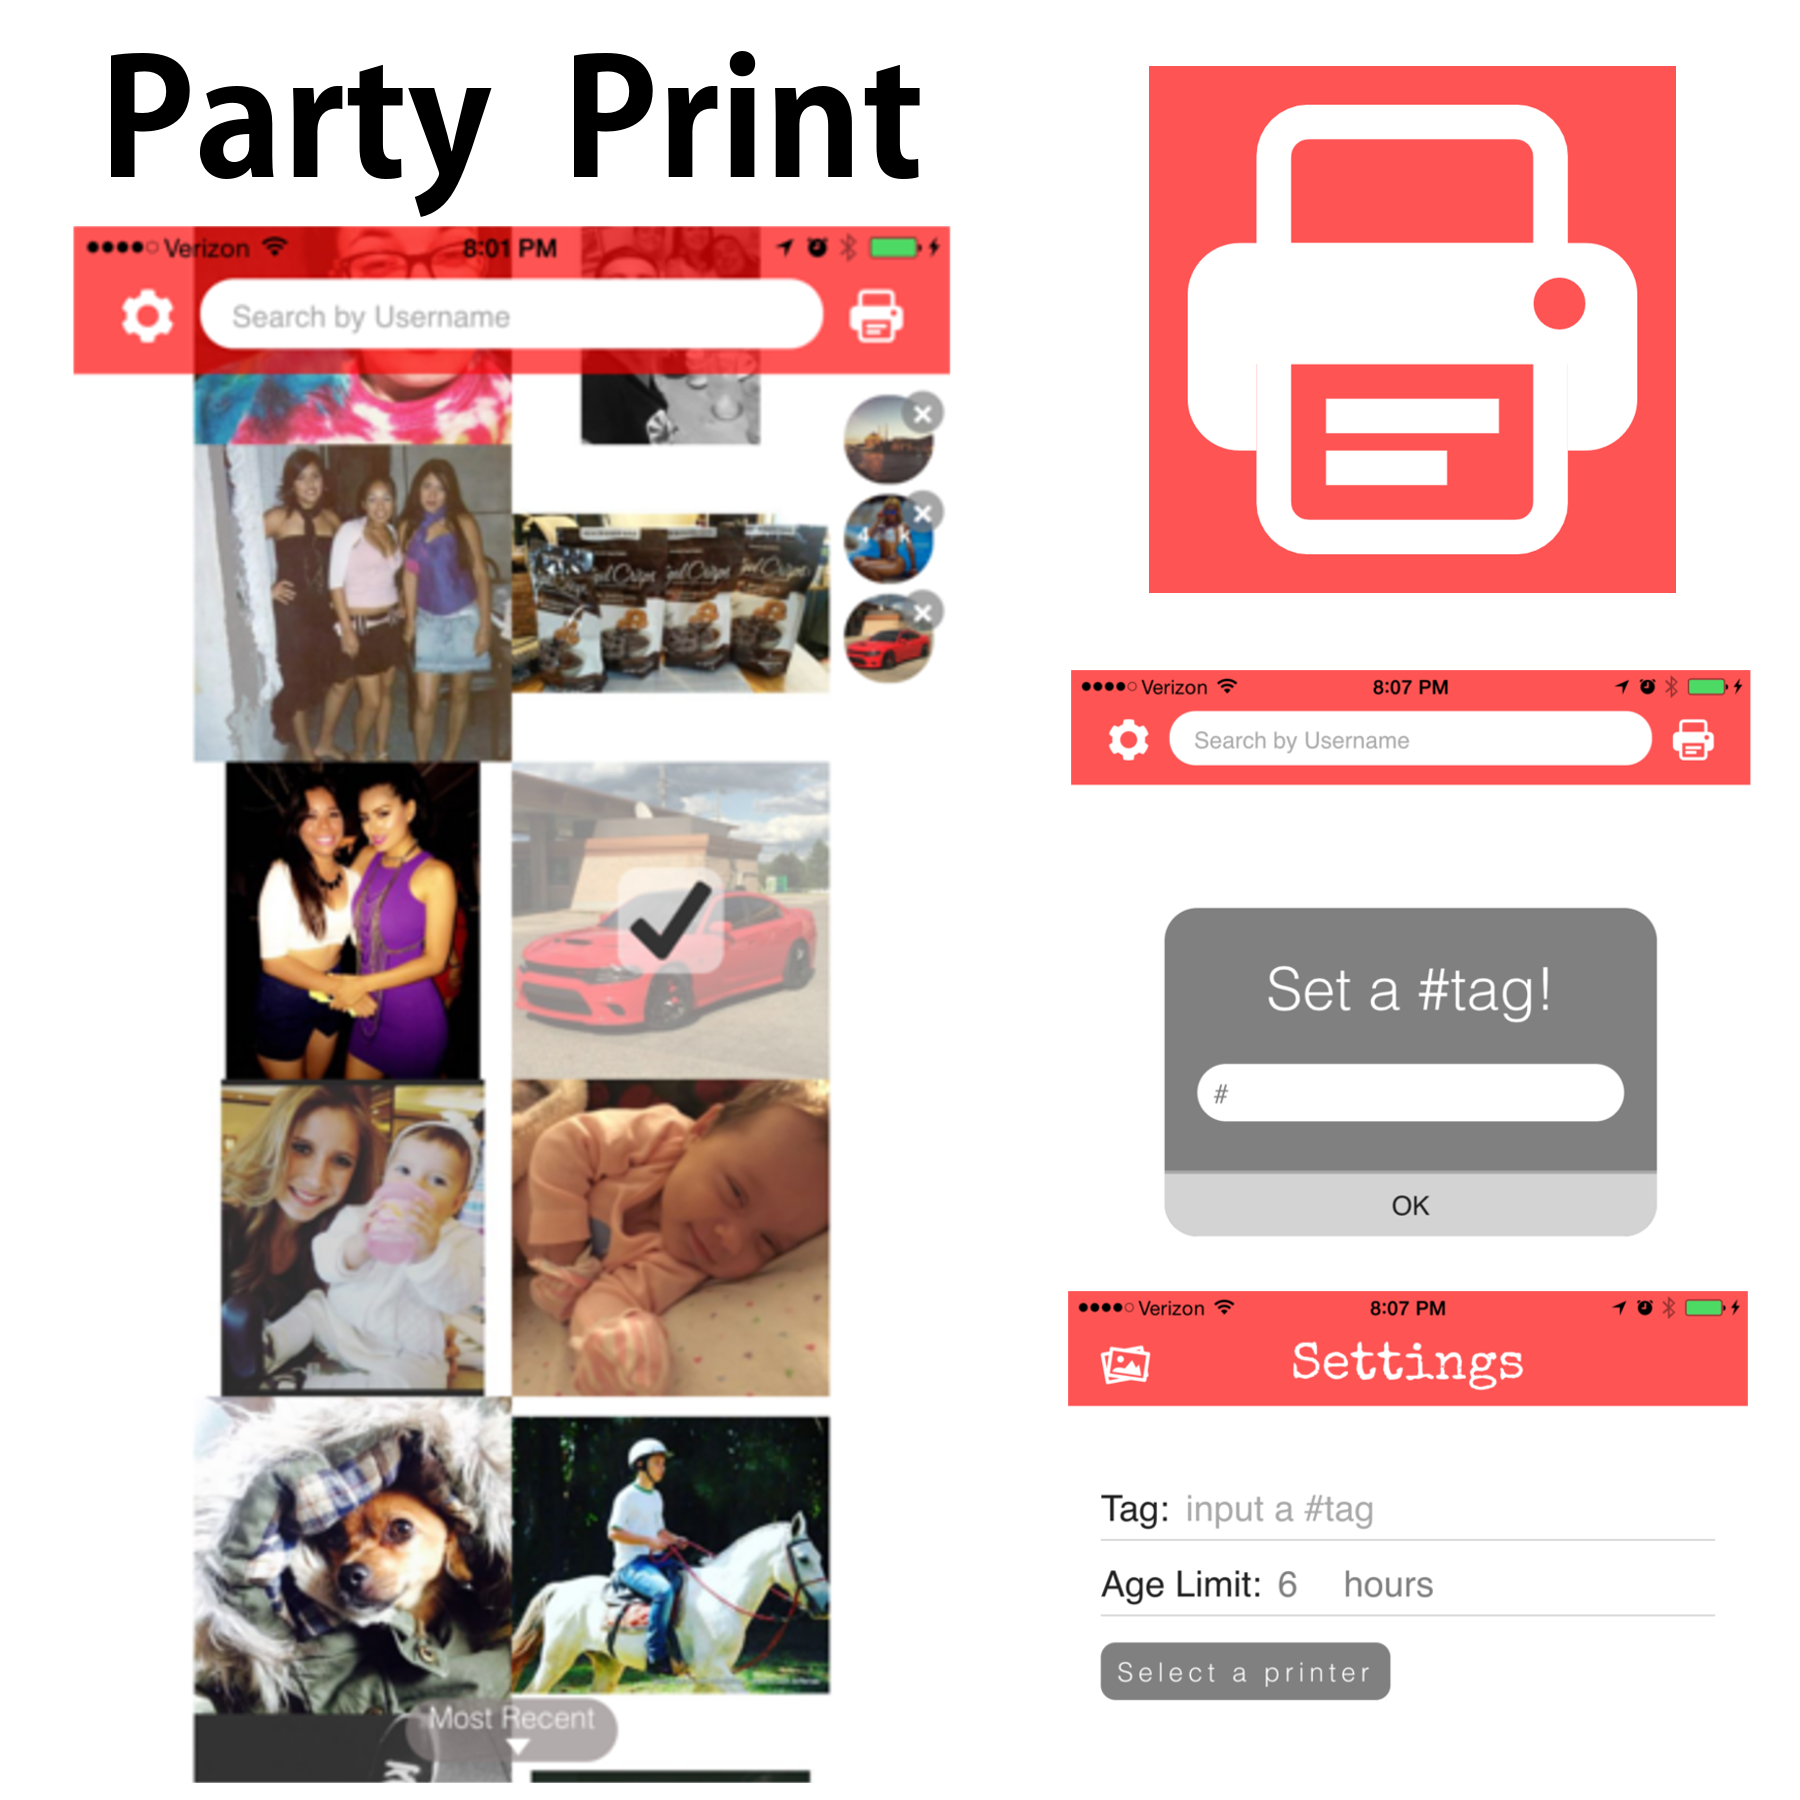 Party Print
Verizon 8:01 PM
Search by Username
4 k
Most Recent
Verizon 8:07 PM
Search by Username
Set a #tag!
#
OK
Verizon 8:07 PM
Settings
Tag: input a #tag
Age Limit: 6 hours
Select a printer